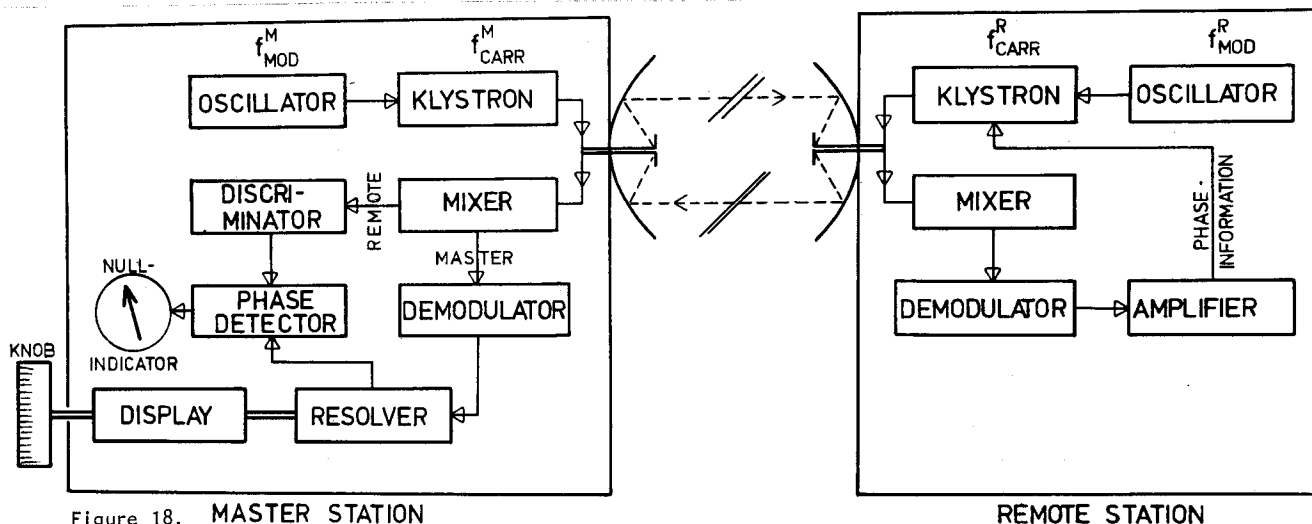 f^M_MOD
f^M_CARR
OSCILLATOR
KLYSTRON
DISCRI-
MINATOR
REMOTE
MIXER
MASTER
NULL-
INDICATOR
PHASE
DETECTOR
DEMODULATOR
KNOB
DISPLAY
RESOLVER
Figure 18. MASTER STATION
f^R_CARR
f^R_MOD
KLYSTRON
OSCILLATOR
MIXER
PHASE-
INFORMATION
DEMODULATOR
AMPLIFIER
REMOTE STATION